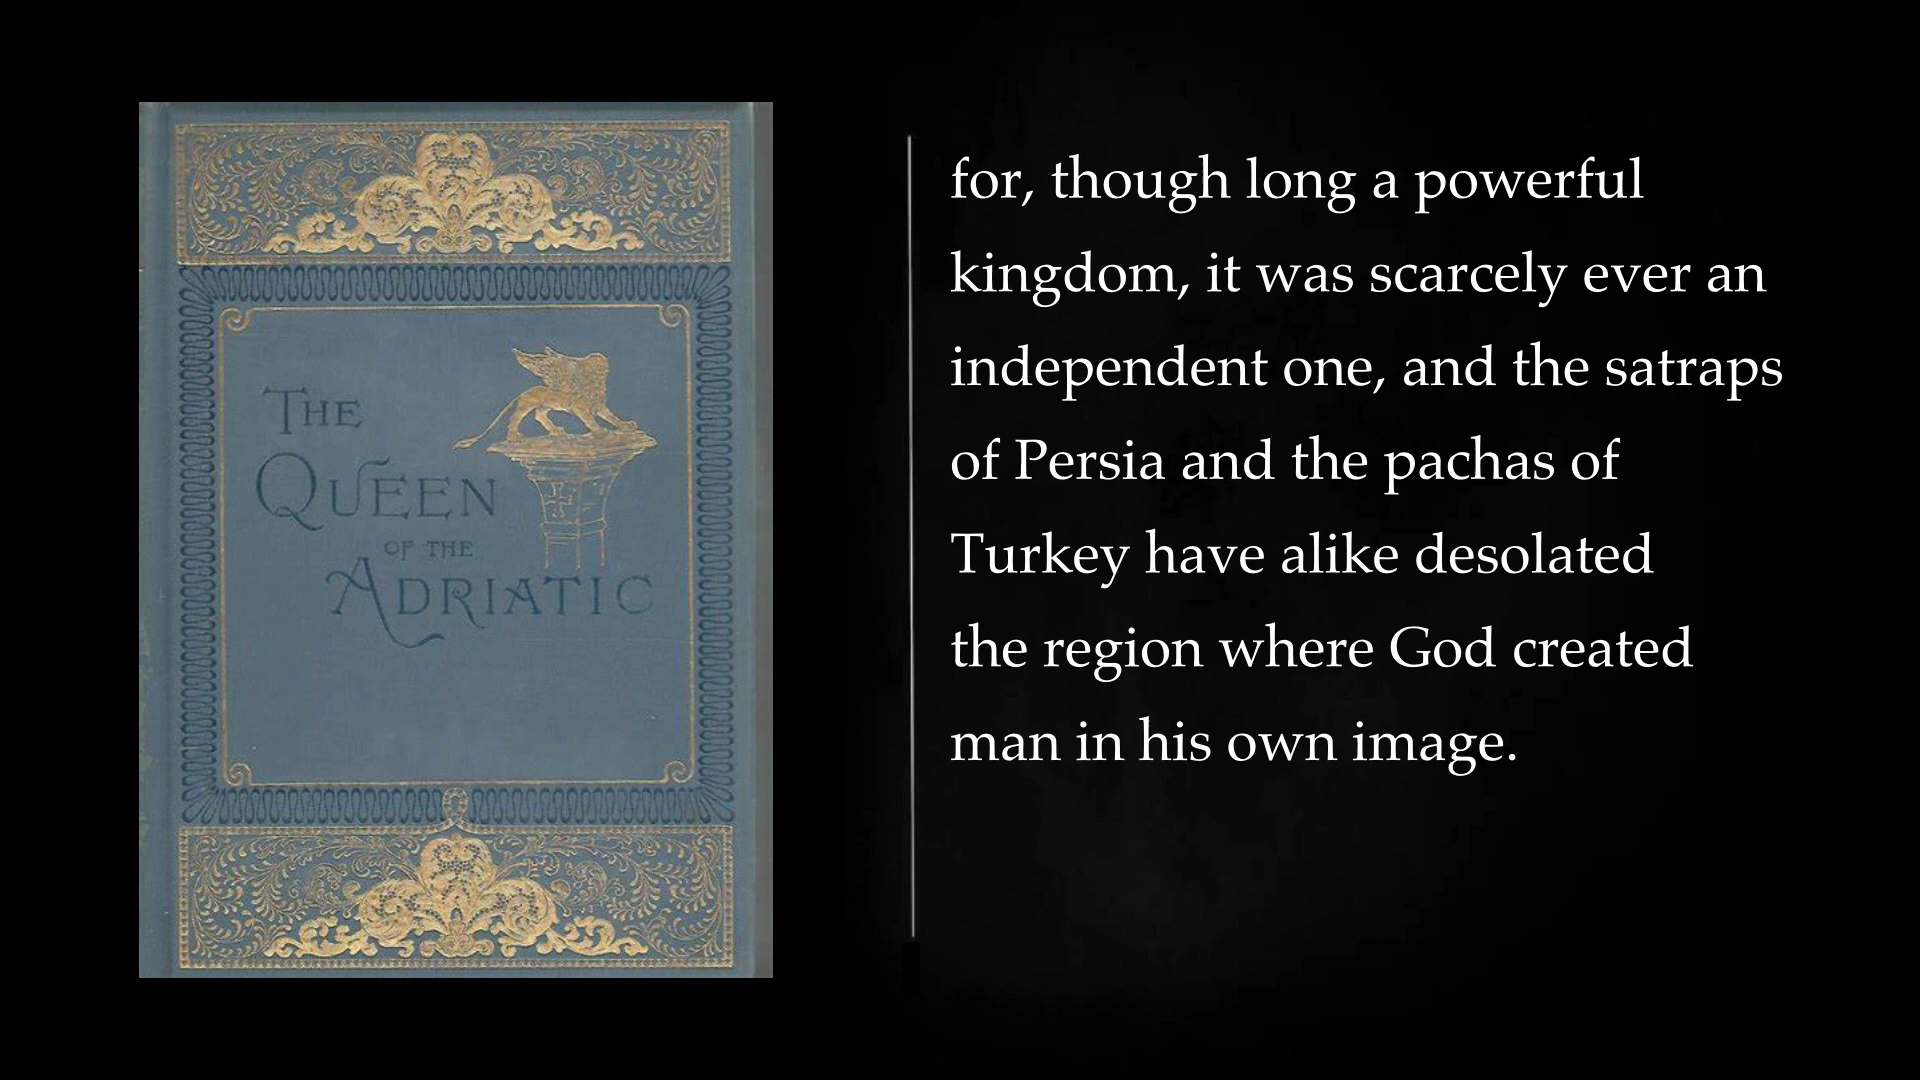 The
Queen
of the
Adriatic
for, though long a powerful
kingdom, it was scarcely ever an
independent one, and the satraps
of Persia and the pachas of
Turkey have alike desolated
the region where God created
man in his own image.